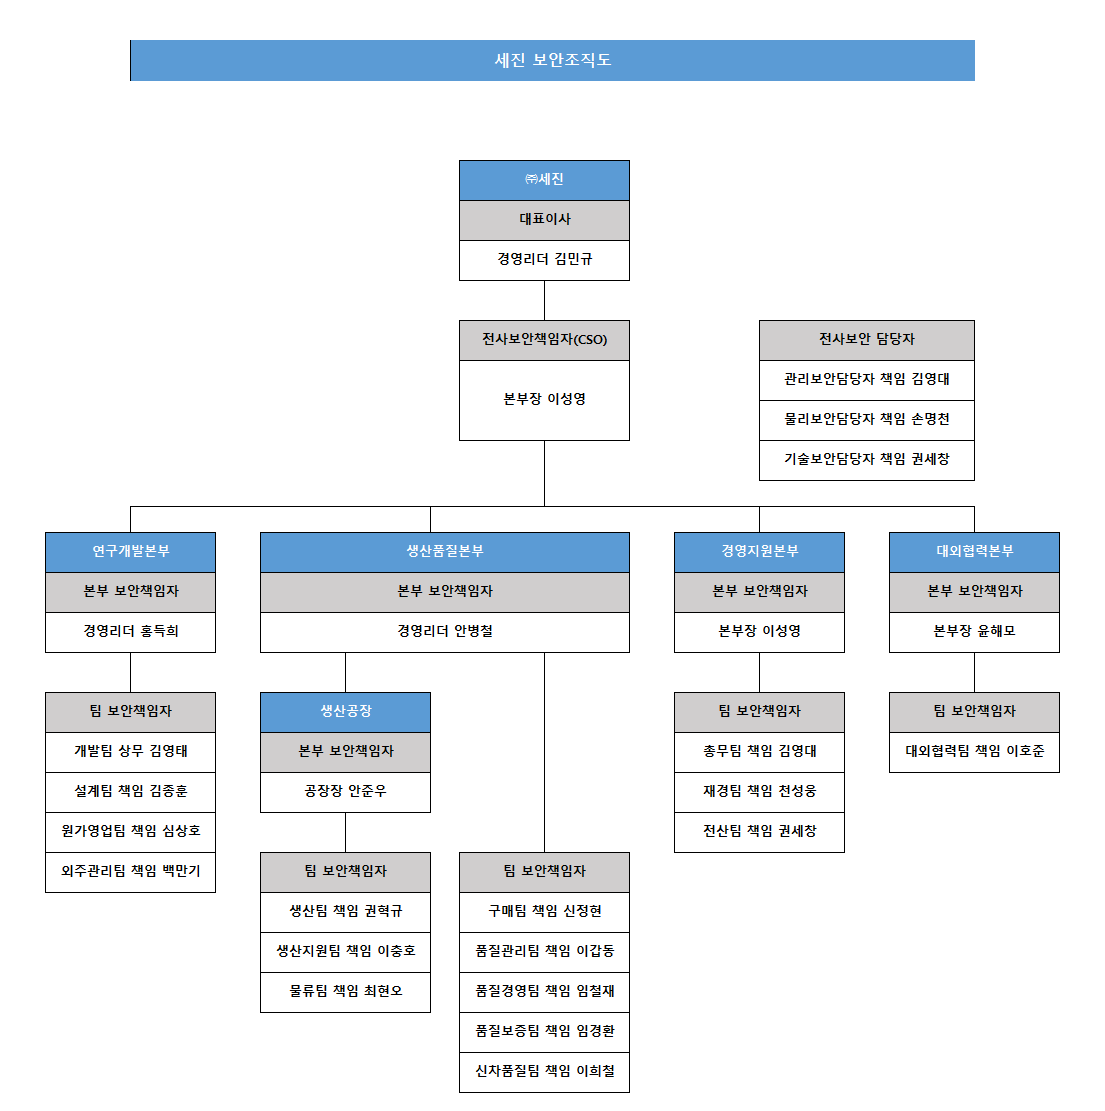 세진 보안조직도
㈜세진
대표이사
경영리더 김민규
전사보안책임자(CSO)
본부장 이성영
전사보안 담당자
관리보안담당자 책임 김영대
물리보안담당자 책임 손명천
기술보안담당자 책임 권세창
연구개발본부
본부 보안책임자
경영리더 홍득희
팀 보안책임자
개발팀 상무 김영태
설계팀 책임 김종훈
원가영업팀 책임 심상호
외주관리팀 책임 백만기
생산품질본부
본부 보안책임자
경영리더 안병철
생산공장
본부 보안책임자
공장장 안준우
팀 보안책임자
생산팀 책임 권혁규
생산지원팀 책임 이충호
물류팀 책임 최현오
팀 보안책임자
구매팀 책임 신정현
품질관리팀 책임 이갑동
품질경영팀 책임 임철재
품질보증팀 책임 임경환
신차품질팀 책임 이희철
경영지원본부
본부 보안책임자
본부장 이성영
팀 보안책임자
총무팀 책임 김영대
재경팀 책임 천성웅
전산팀 책임 권세창
대외협력본부
본부 보안책임자
본부장 윤해모
팀 보안책임자
대외협력팀 책임 이호준